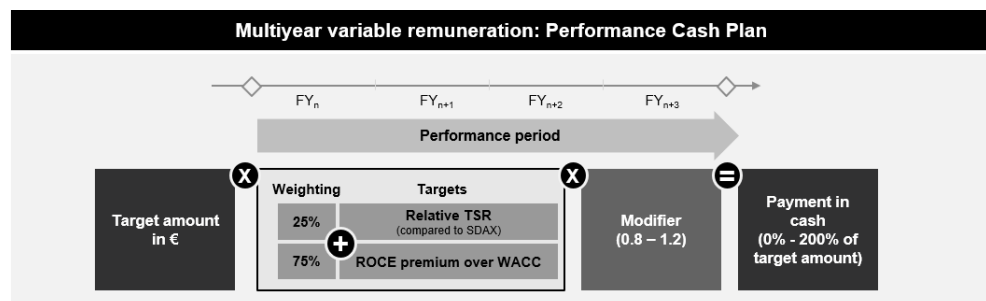 Multiyear variable remuneration: Performance Cash Plan
FYn FYn+1 FYn+2 FYn+3
Performance period
X X =
Weighting Targets
Target amount
in €
25% Relative TSR
(compared to SDAX)
+
75% ROCE premium over WACC
Modifier
(0.8 – 1.2)
Payment in
cash
(0% - 200% of
target amount)